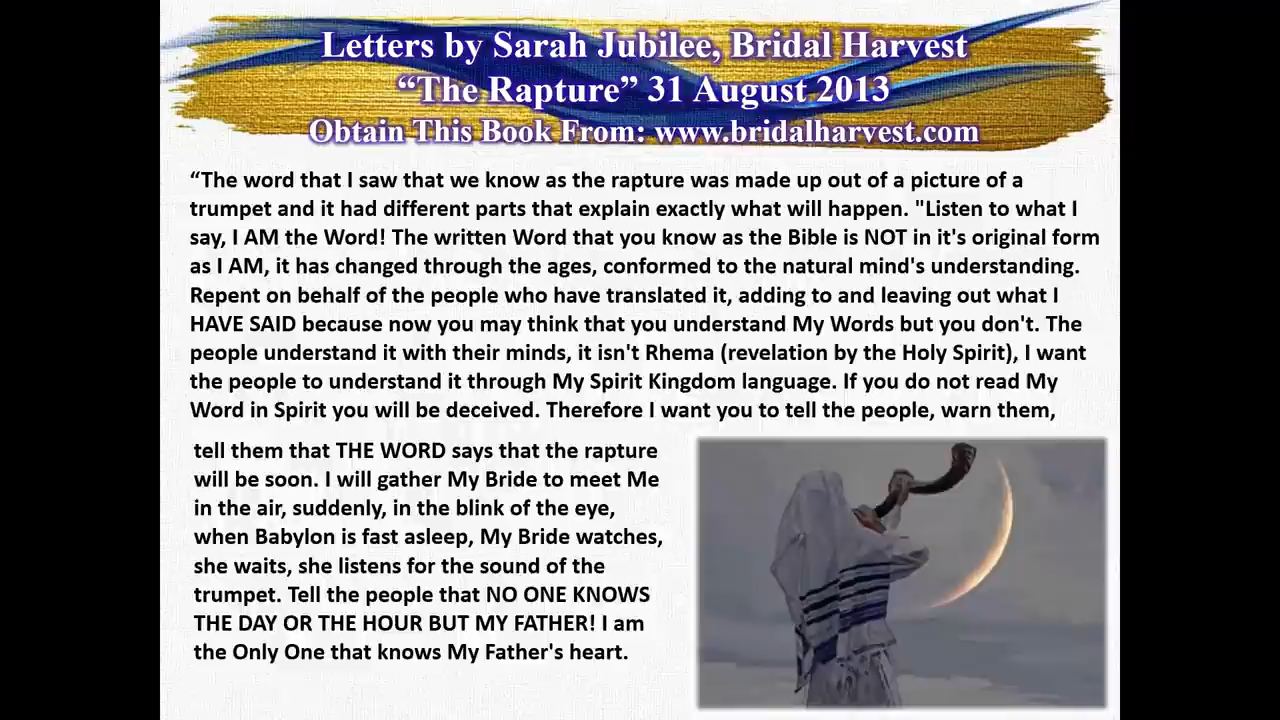 Letters by Sarah Jubilee, Bridal Harvest
“The Rapture” 31 August 2013
Obtain This Book From: www.bridalharvest.com
“The word that I saw that we know as the rapture was made up out of a picture of a
trumpet and it had different parts that explain exactly what will happen. "Listen to what I
say, I AM the Word! The written Word that you know as the Bible is NOT in it's original form
as I AM, it has changed through the ages, conformed to the natural mind's understanding.
Repent on behalf of the people who have translated it, adding to and leaving out what I
HAVE SAID because now you may think that you understand My Words but you don't. The
people understand it with their minds, it isn't Rhema (revelation by the Holy Spirit), I want
the people to understand it through My Spirit Kingdom language. If you do not read My
Word in Spirit you will be deceived. Therefore I want you to tell the people, warn them,
tell them that THE WORD says that the rapture
will be soon. I will gather My Bride to meet Me
in the air, suddenly, in the blink of the eye,
when Babylon is fast asleep, My Bride watches,
she waits, she listens for the sound of the
trumpet. Tell the people that NO ONE KNOWS
THE DAY OR THE HOUR BUT MY FATHER! I am
the Only One that knows My Father's heart.